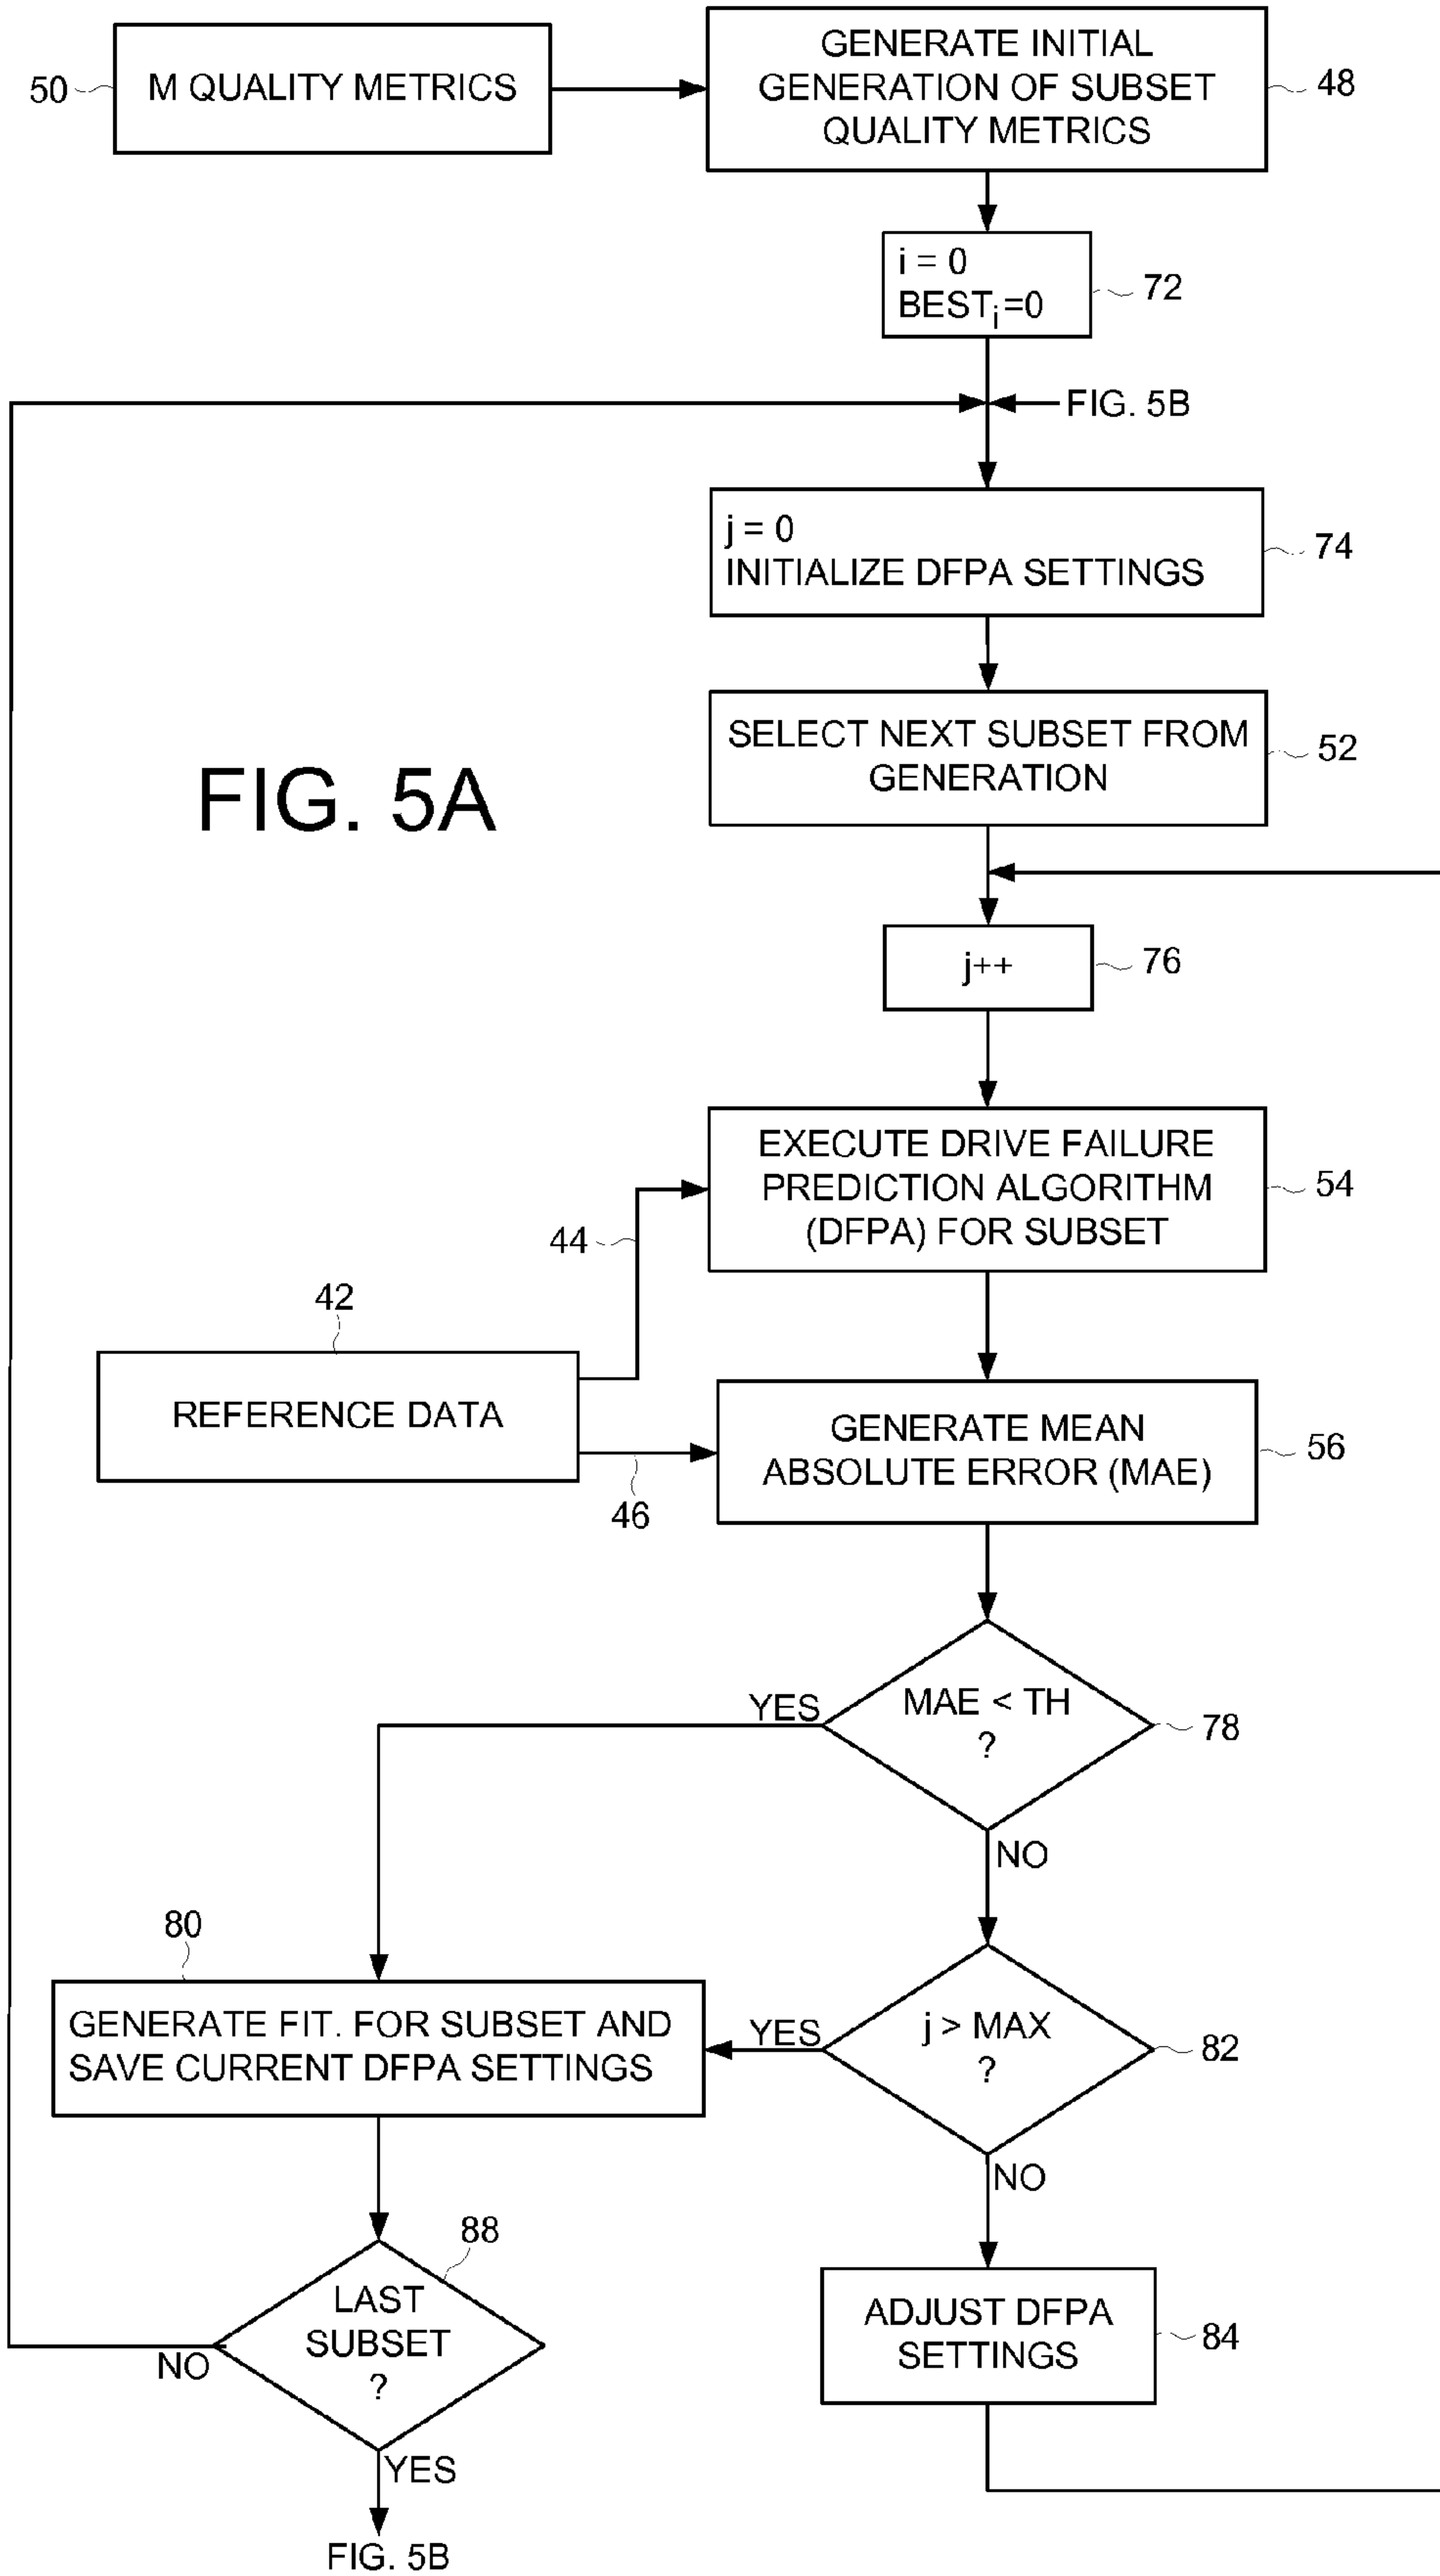 50
M QUALITY METRICS
GENERATE INITIAL
GENERATION OF SUBSET
QUALITY METRICS
48
i = 0
BESTi=0
72
FIG. 5B
j = 0
INITIALIZE DFPA SETTINGS
74
SELECT NEXT SUBSET FROM
GENERATION
52
FIG. 5A
j++
76
EXECUTE DRIVE FAILURE
PREDICTION ALGORITHM
(DFPA) FOR SUBSET
54
44
42
REFERENCE DATA
46
GENERATE MEAN
ABSOLUTE ERROR (MAE)
56
YES
MAE < TH
?
78
NO
80
GENERATE FIT. FOR SUBSET AND
SAVE CURRENT DFPA SETTINGS
YES
j > MAX
?
82
NO
88
LAST
SUBSET
?
NO
YES
FIG. 5B
ADJUST DFPA
SETTINGS
84